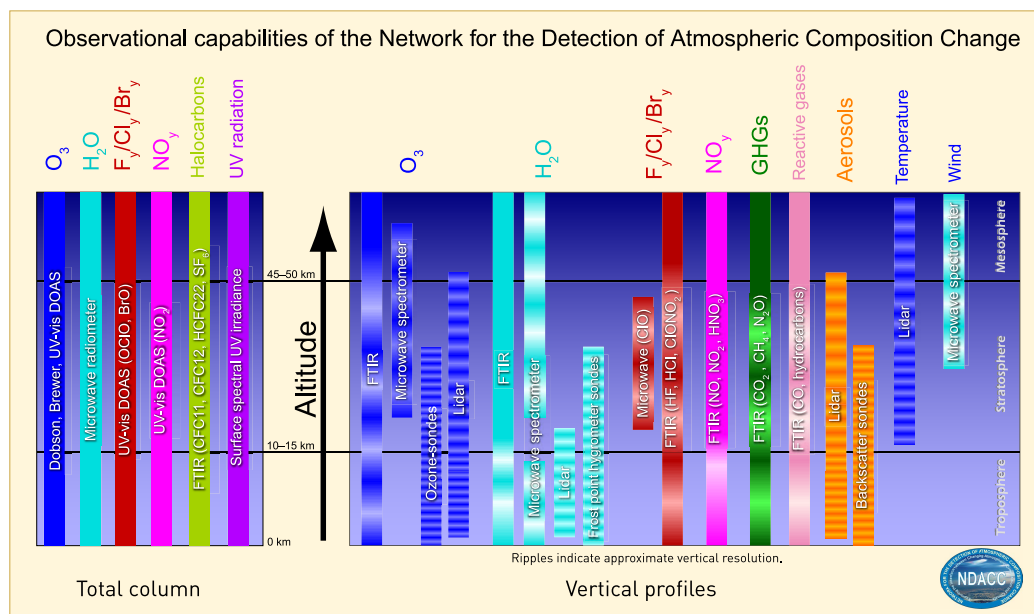 Observational capabilities of the Network for the Detection of Atmospheric Composition Change
O3
H2O
Fy/Cly/Bry
NOy
Halocarbons
UV radiation
O3
H2O
Fy/Cly/Bry
NOy
GHGs
Reactive gases
Aerosols
Temperature
Wind
Dobson, Brewer, UV-vis DOAS
Microwave radiometer
UV-vis DOAS (OClO, BrO)
UV-vis DOAS (NO2)
FTIR (CFC11, CFC12, HCFC22, SF6)
Surface spectral UV irradiance
45–50 km
10–15 km
0 km
Altitude
FTIR
Microwave spectrometer
Ozone-sondes
Lidar
FTIR
Microwave spectrometer
Lidar
Frost point hygrometer sondes
Microwave (ClO)
FTIR (HF, HCl, ClONO2)
FTIR (NO, NO2, HNO3)
FTIR (CO2, CH4, N2O)
FTIR (CO, hydrocarbons)
Lidar
Backscatter sondes
Lidar
Microwave spectrometer
Mesosphere
Stratosphere
Troposphere
Ripples indicate approximate vertical resolution.
Total column
Vertical profiles
NDACC